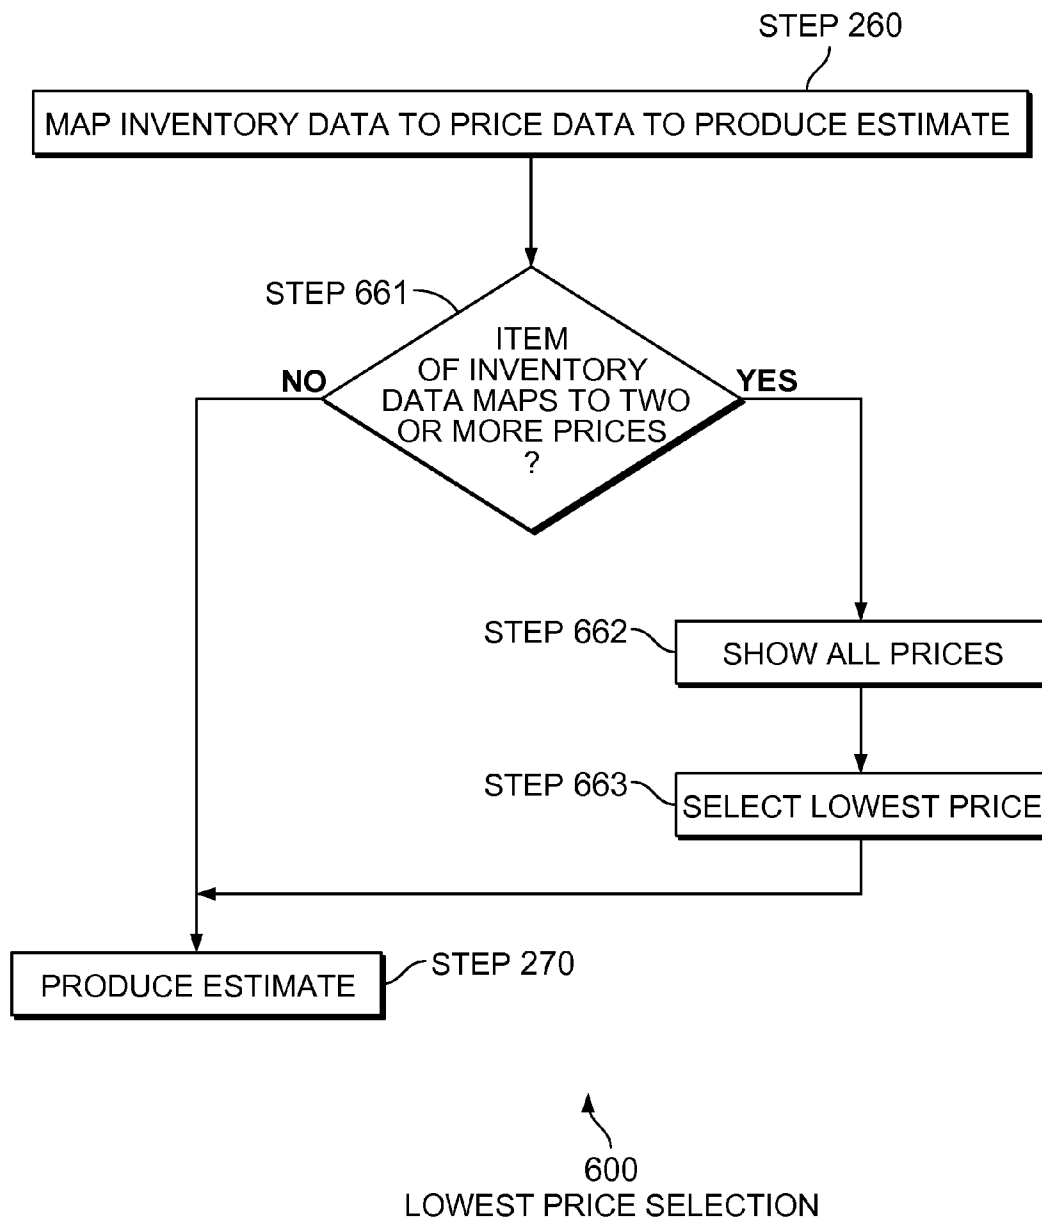 STEP 260
MAP INVENTORY DATA TO PRICE DATA TO PRODUCE ESTIMATE
STEP 661
ITEM
OF INVENTORY
DATA MAPS TO TWO
OR MORE PRICES
?
NO
YES
STEP 662
SHOW ALL PRICES
STEP 663
SELECT LOWEST PRICE
STEP 270
PRODUCE ESTIMATE
600
LOWEST PRICE SELECTION